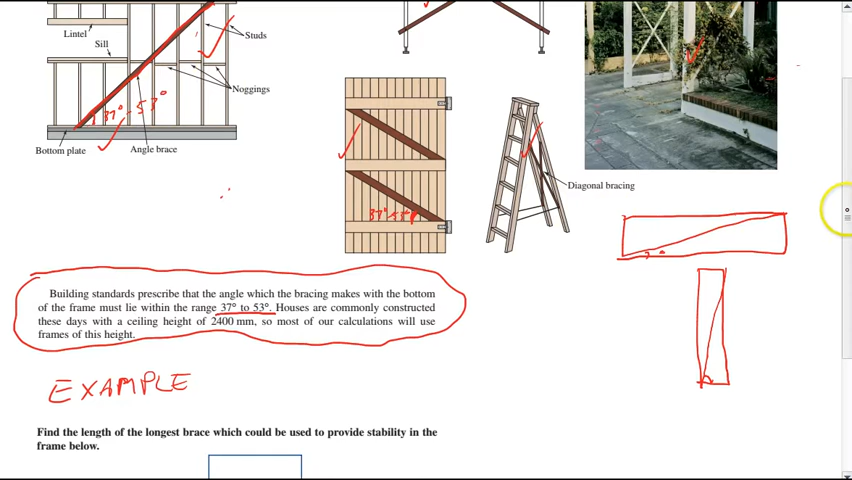 Lintel
Studs
Sill
Noggings
37° - 53°
Bottom plate
Angle brace
37° - 53°
Diagonal bracing
Building standards prescribe that the angle which the bracing makes with the bottom
of the frame must lie within the range 37° to 53°. Houses are commonly constructed
these days with a ceiling height of 2400 mm, so most of our calculations will use
frames of this height.
EXAMPLE
Find the length of the longest brace which could be used to provide stability in the
frame below.